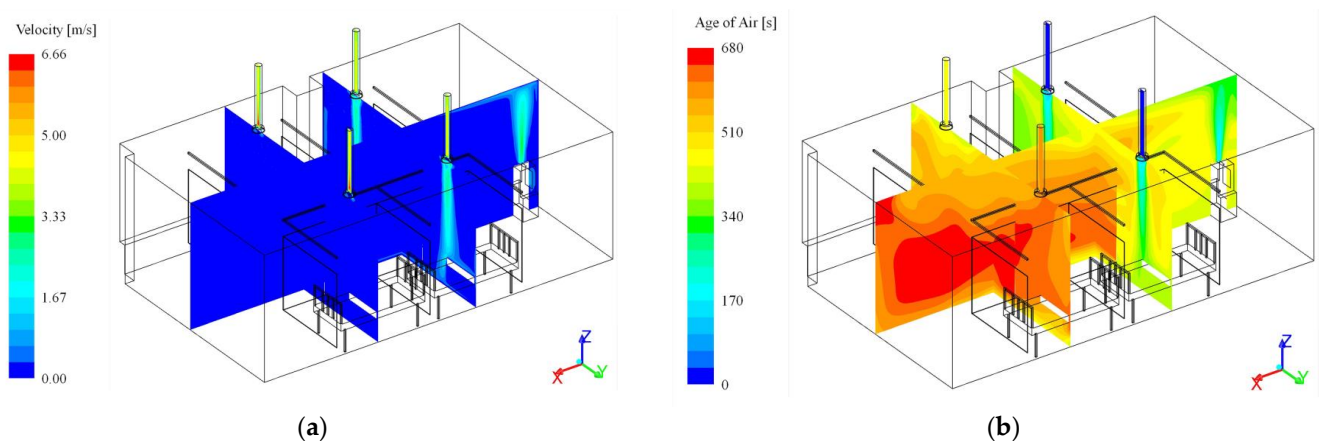 Velocity [m/s]
6.66
5.00
3.33
1.67
0.00
Z
X
Y
(a)
Age of Air [s]
680
510
340
170
0
Z
X
Y
(b)